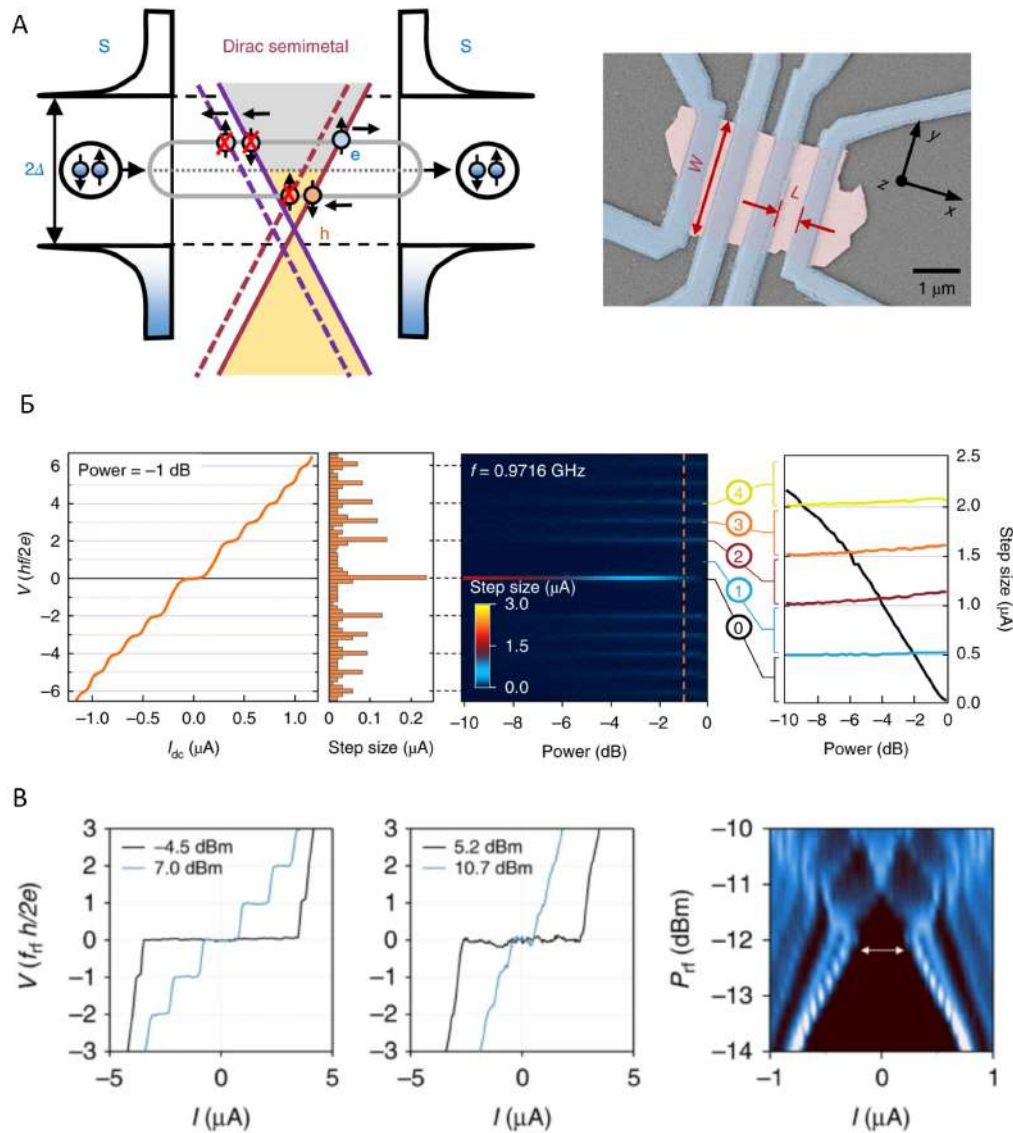 А
S
Dirac semimetal
S
2Δ
e
h
W
L
y
z
x
1 μm
Б
Power = −1 dB
V (hf/2e)
6
4
2
0
−2
−4
−6
−1.0 −0.5 0.0 0.5 1.0
I dc (μA)
0 0.1 0.2
Step size (μA)
f = 0.9716 GHz
Step size (μA)
3.0
1.5
0.0
−10 −8 −6 −4 −2 0
Power (dB)
4
3
2
1
0
2.5
2.0
1.5
1.0
0.5
0.0
Step size (μA)
−10 −8 −6 −4 −2 0
Power (dB)
В
V (f rf h/2e)
3
2
1
0
−1
−2
−3
−4.5 dBm
7.0 dBm
−5 0 5
I (μA)
3
2
1
0
−1
−2
−3
5.2 dBm
10.7 dBm
−5 0 5
I (μA)
P rf (dBm)
−10
−11
−12
−13
−14
−1 0 1
I (μA)